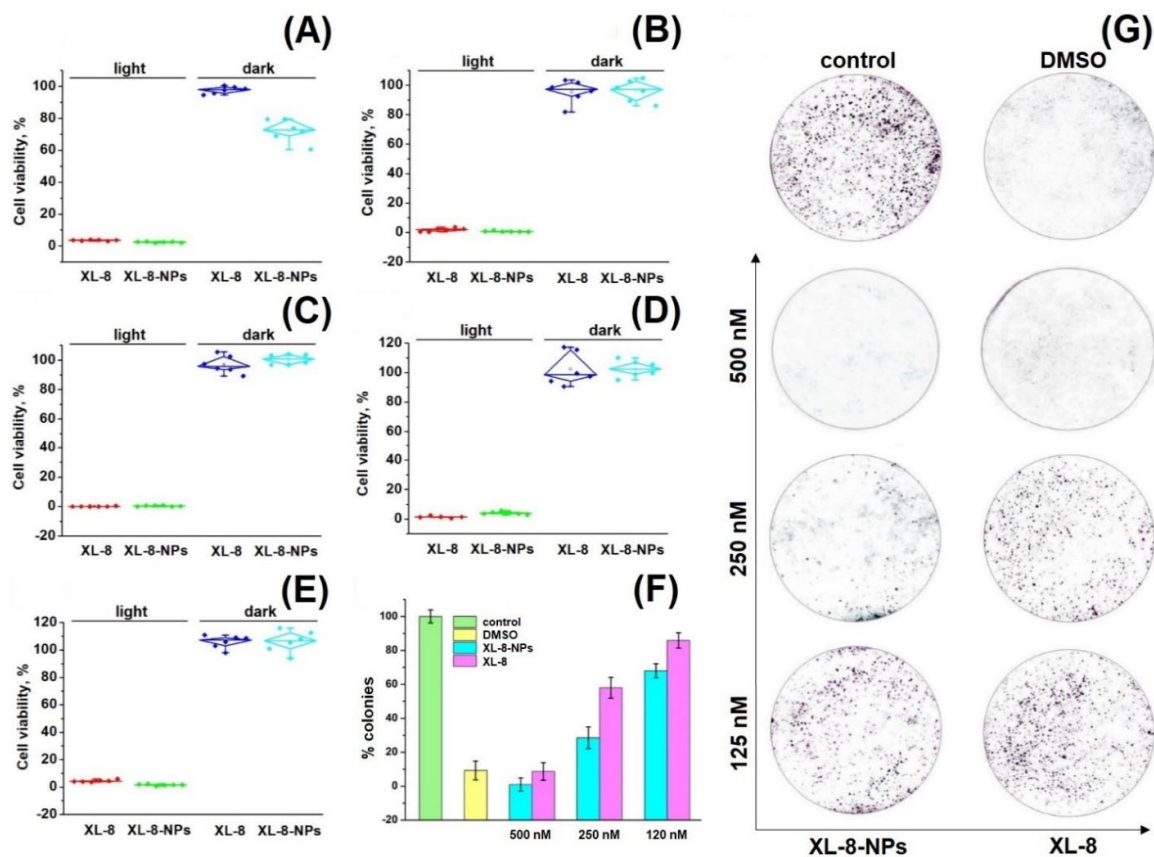 (A)
light dark
Cell viability, %
100
80
60
40
20
0
XL-8 XL-8-NPs XL-8 XL-8-NPs
(B)
light dark
Cell viability, %
100
80
60
40
20
0
-20
XL-8 XL-8-NPs XL-8 XL-8-NPs
(C)
light dark
Cell viability, %
100
80
60
40
20
0
-20
XL-8 XL-8-NPs XL-8 XL-8-NPs
(D)
light dark
Cell viability, %
120
100
80
60
40
20
0
XL-8 XL-8-NPs XL-8 XL-8-NPs
(E)
light dark
Cell viability, %
120
100
80
60
40
20
0
-20
XL-8 XL-8-NPs XL-8 XL-8-NPs
(F)
% colonies
100
80
60
40
20
0
-20
control
DMSO
XL-8-NPs
XL-8
500 nM 250 nM 120 nM
(G)
control DMSO
500 nM
250 nM
125 nM
XL-8-NPs XL-8